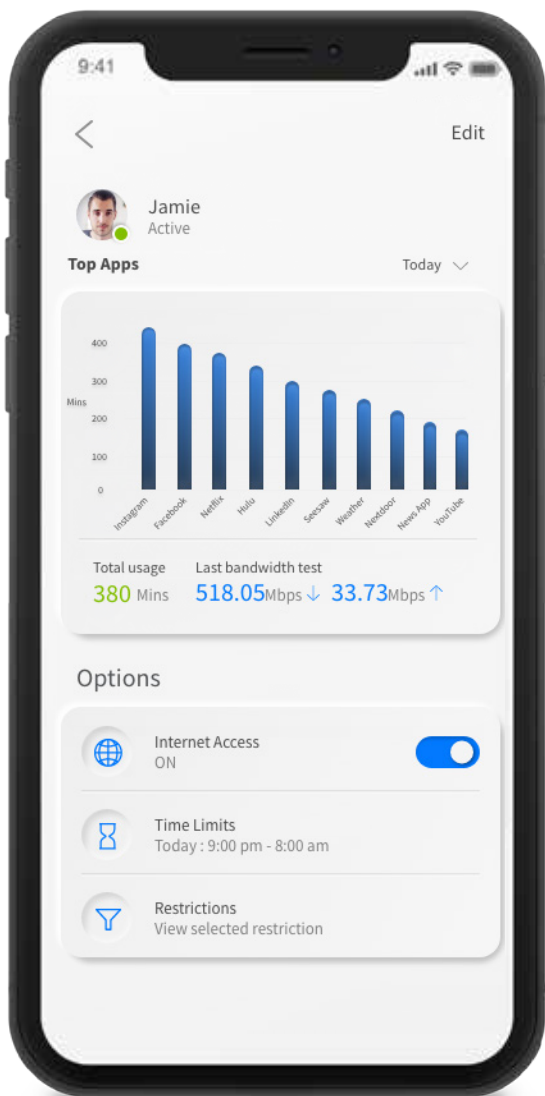 9:41
Edit
Jamie
Active
Top Apps
Today
400
300
Mins
200
100
0
Instagram
Facebook
Netflix
Hulu
LinkedIn
Seesaw
Weather
Nextdoor
News App
YouTube
Total usage
Last bandwidth test
380 Mins
518.05Mbps ↓ 33.73Mbps ↑
Options
Internet Access
ON
Time Limits
Today : 9:00 pm - 8:00 am
Restrictions
View selected restriction